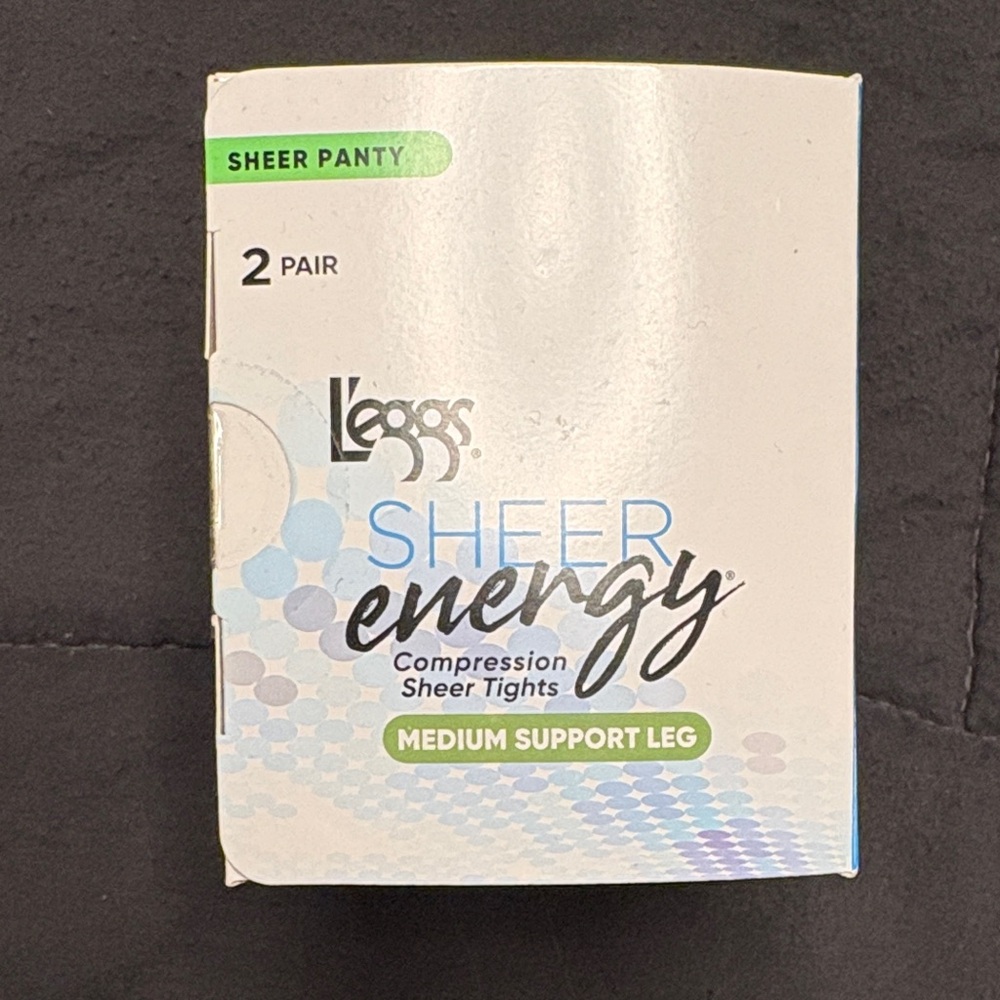 SHEER PANTY
2 PAIR
L'eggs®
SHEER
energy®
Compression
Sheer Tights
MEDIUM SUPPORT LEG